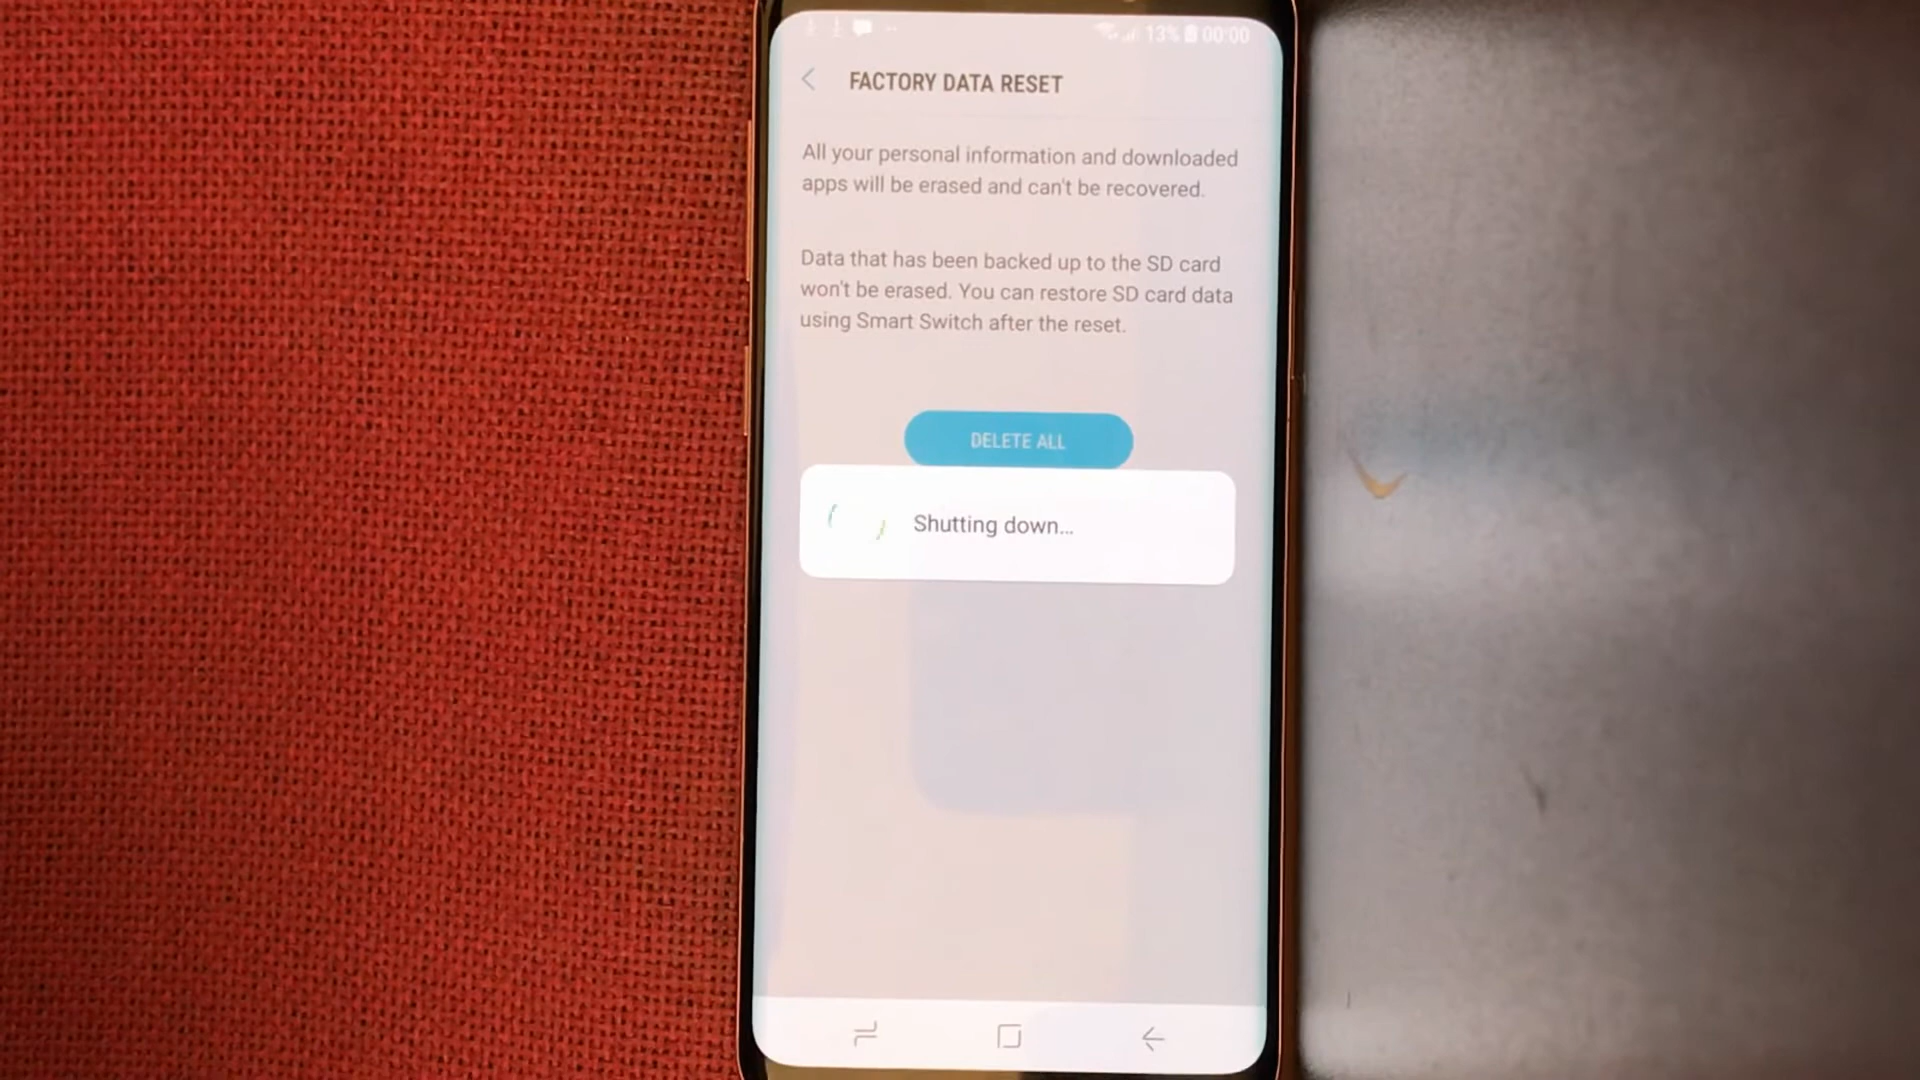 13% 00:00
FACTORY DATA RESET
All your personal information and downloaded
apps will be erased and can't be recovered.
Data that has been backed up to the SD card
won't be erased. You can restore SD card data
using Smart Switch after the reset.
DELETE ALL
Shutting down...